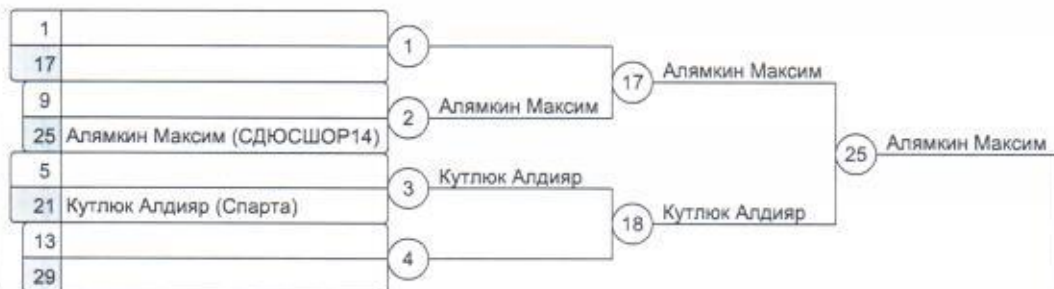 1
17
1
17 Алямкин Максим
9
2 Алямкин Максим
25 Алямкин Максим (СДЮСШОР14)
25 Алямкин Максим
5
3 Кутлюк Алдияр
21 Кутлюк Алдияр (Спарта)
18 Кутлюк Алдияр
13
4
29